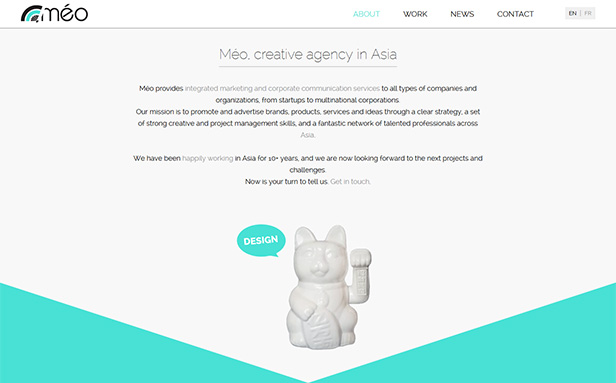 méo
ABOUT WORK NEWS CONTACT EN | FR
Méo, creative agency in Asia
Méo provides integrated marketing and corporate communication services to all types of companies and
organizations, from startups to multinational corporations.
Our mission is to promote and advertise brands, products, services and ideas through a clear strategy, a set
of strong creative and project management skills, and a fantastic network of talented professionals across
Asia.
We have been happily working in Asia for 10+ years, and we are now looking forward to the next projects and
challenges.
Now is your turn to tell us. Get in touch.
DESIGN